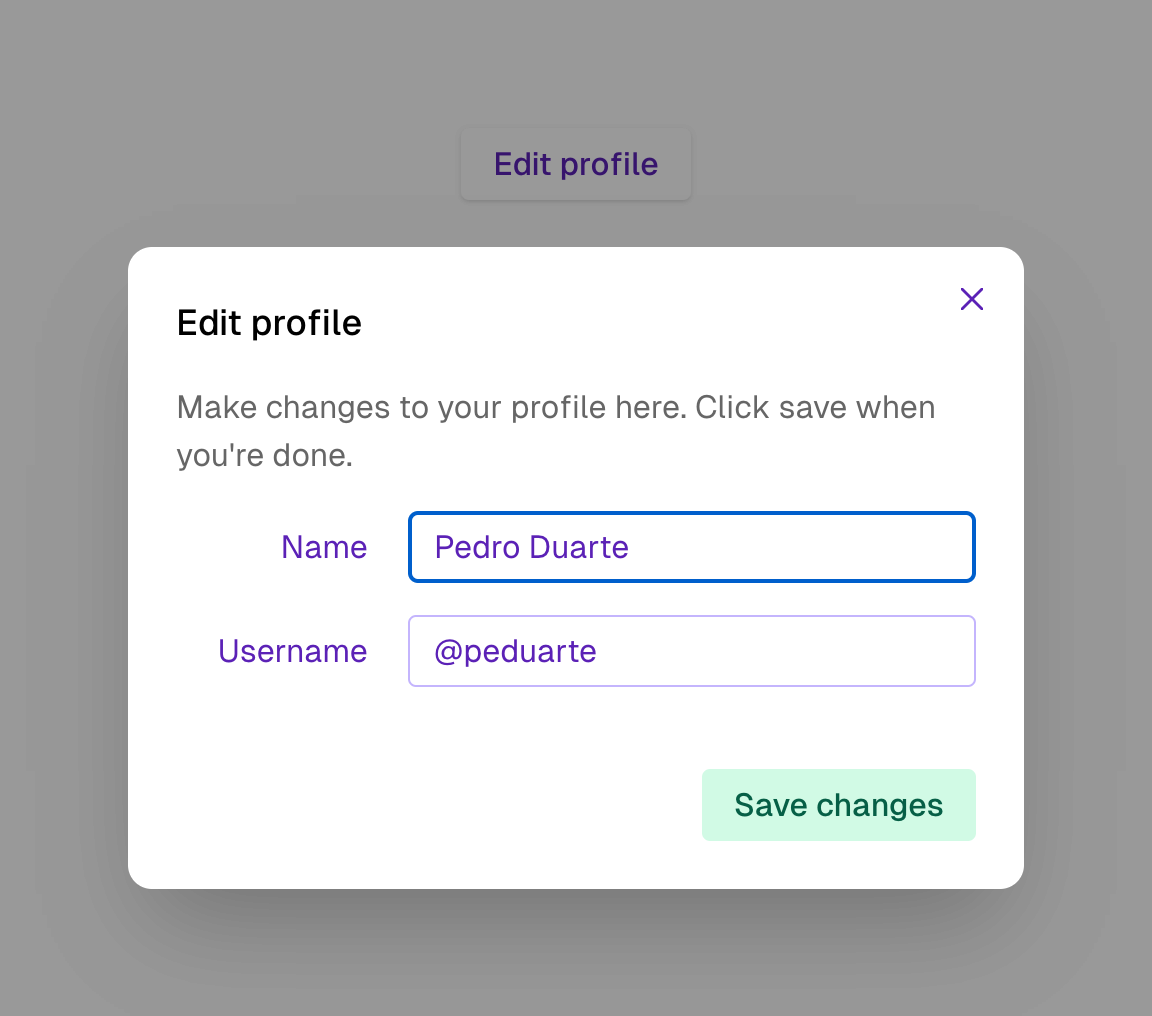 Edit profile
Edit profile
Make changes to your profile here. Click save when
you're done.
Name
Pedro Duarte
Username
@peduarte
Save changes